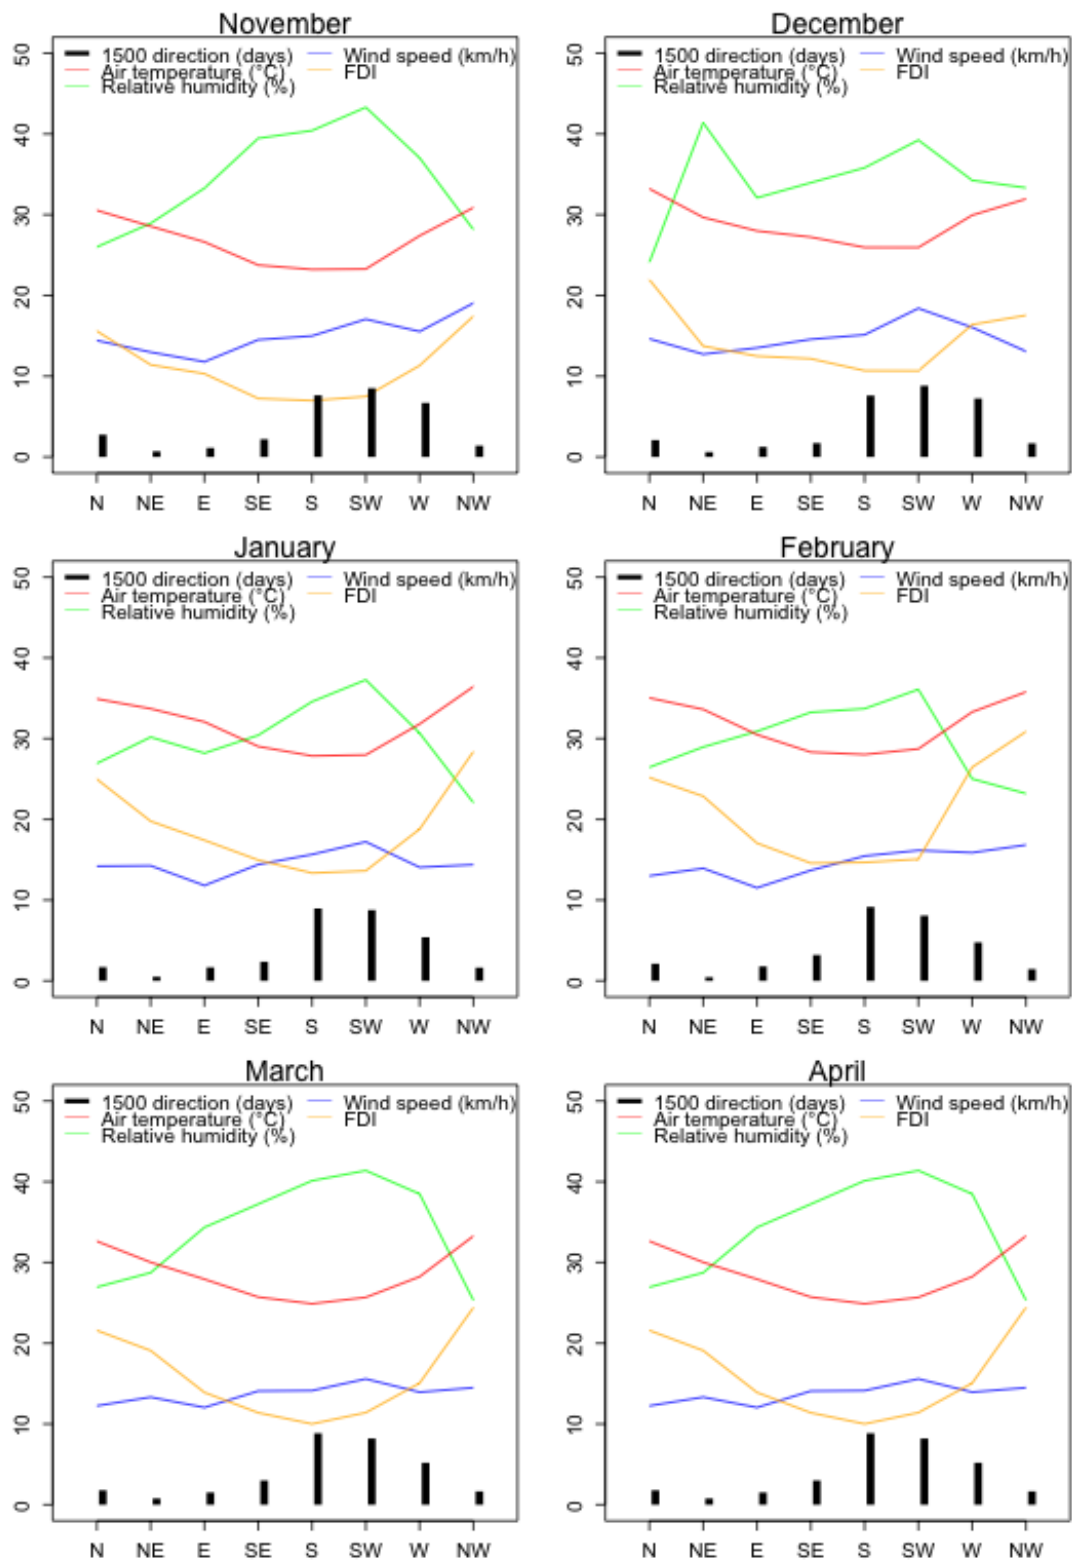 November
1500 direction (days) Wind speed (km/h)
Air temperature (°C) FDI
Relative humidity (%)
50
40
30
20
10
0
N NE E SE S SW W NW
December
1500 direction (days) Wind speed (km/h)
Air temperature (°C) FDI
Relative humidity (%)
50
40
30
20
10
0
N NE E SE S SW W NW
January
1500 direction (days) Wind speed (km/h)
Air temperature (°C) FDI
Relative humidity (%)
50
40
30
20
10
0
N NE E SE S SW W NW
February
1500 direction (days) Wind speed (km/h)
Air temperature (°C) FDI
Relative humidity (%)
50
40
30
20
10
0
N NE E SE S SW W NW
March
1500 direction (days) Wind speed (km/h)
Air temperature (°C) FDI
Relative humidity (%)
50
40
30
20
10
0
N NE E SE S SW W NW
April
1500 direction (days) Wind speed (km/h)
Air temperature (°C) FDI
Relative humidity (%)
50
40
30
20
10
0
N NE E SE S SW W NW